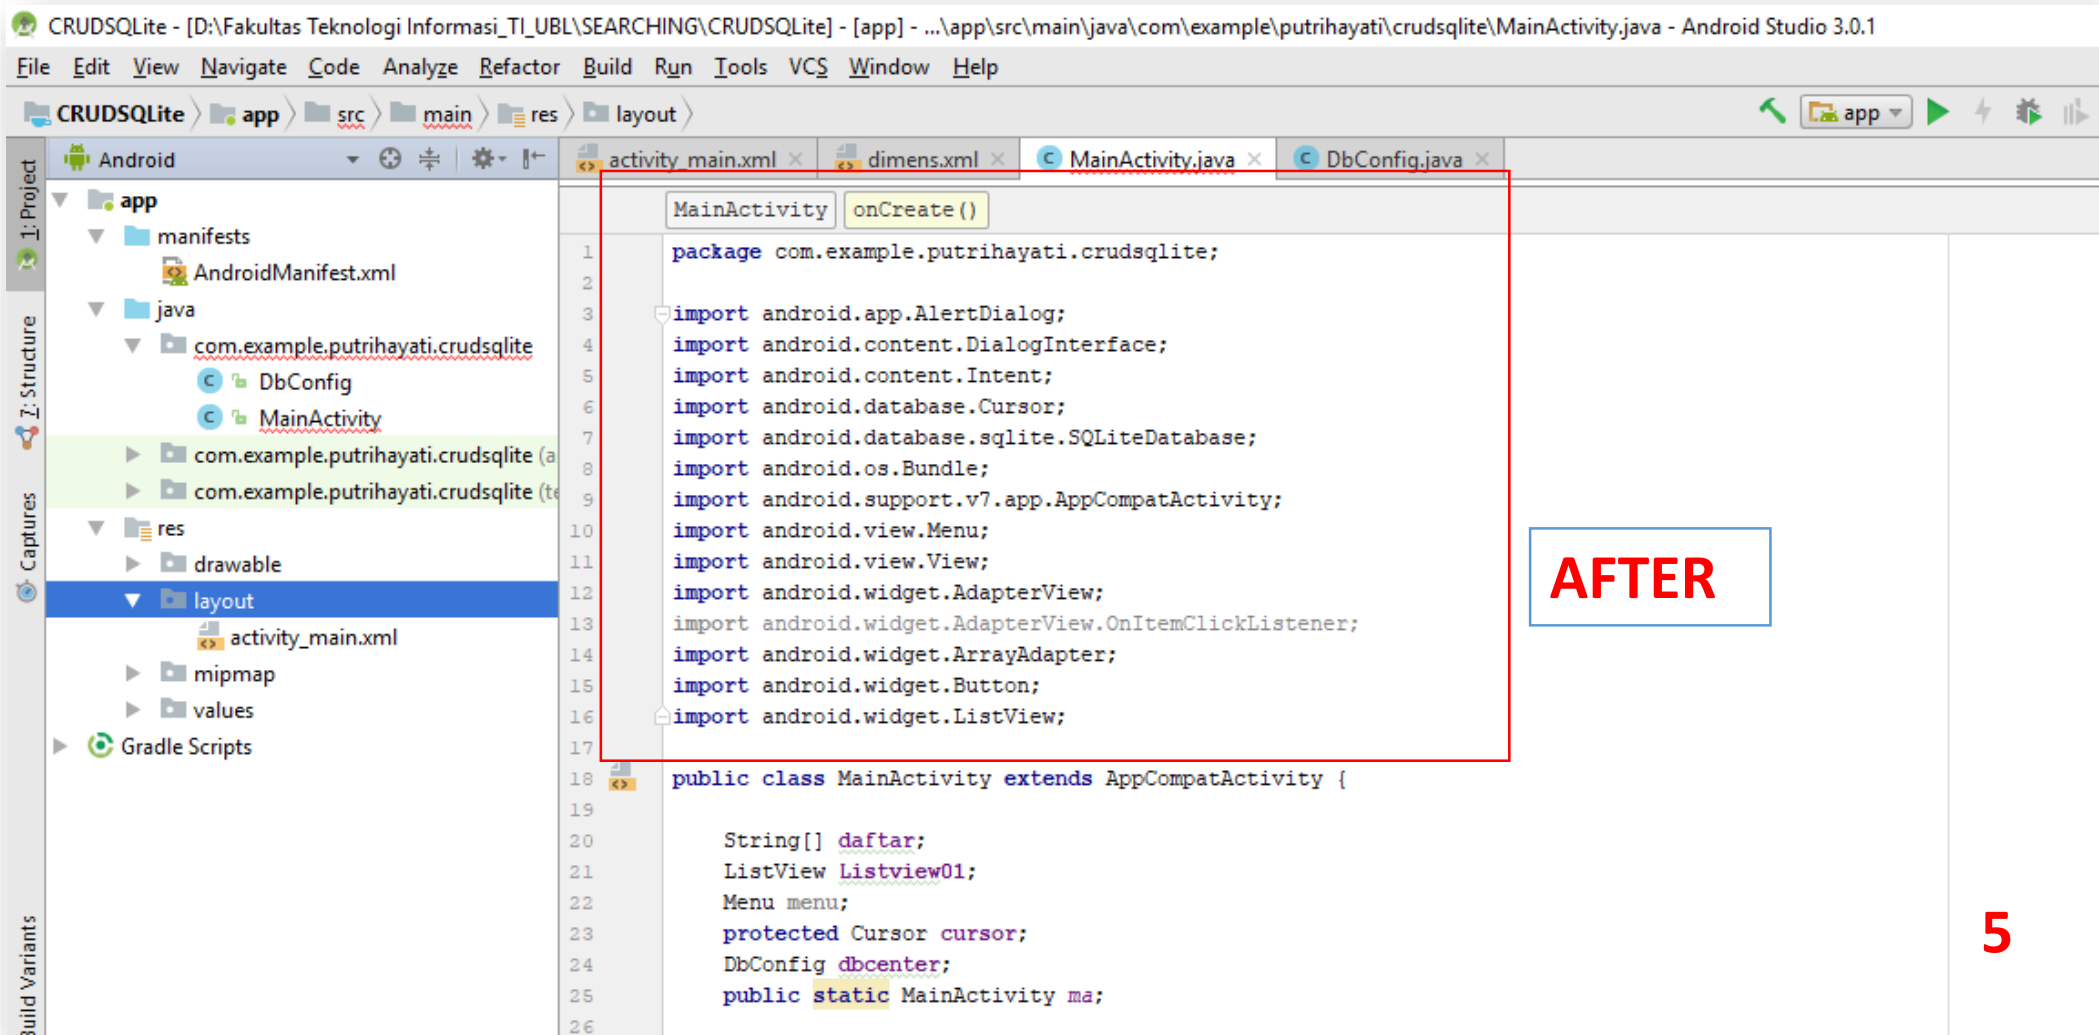 CRUDSQLite - [D:\Fakultas Teknologi Informasi_TI_UBL\SEARCHING\CRUDSQLite] - [app] - ...\app\src\main\java\com\example\putrihayati\crudsqlite\MainActivity.java - Android Studio 3.0.1
File Edit View Navigate Code Analyze Refactor Build Run Tools VCS Window Help
CRUDSQLite app src main res layout
app
1: Project
7: Structure
Captures
Build Variants
Android
app
manifests
AndroidManifest.xml
java
com.example.putrihayati.crudsqlite
DbConfig
MainActivity
com.example.putrihayati.crudsqlite (a
com.example.putrihayati.crudsqlite (te
res
drawable
layout
activity_main.xml
mipmap
values
Gradle Scripts
activity_main.xml dimens.xml MainActivity.java DbConfig.java
MainActivity onCreate()
1 package com.example.putrihayati.crudsqlite;
2
3 import android.app.AlertDialog;
4 import android.content.DialogInterface;
5 import android.content.Intent;
6 import android.database.Cursor;
7 import android.database.sqlite.SQLiteDatabase;
8 import android.os.Bundle;
9 import android.support.v7.app.AppCompatActivity;
10 import android.view.Menu;
11 import android.view.View;
12 import android.widget.AdapterView;
13 import android.widget.AdapterView.OnItemClickListener;
14 import android.widget.ArrayAdapter;
15 import android.widget.Button;
16 import android.widget.ListView;
17
18 public class MainActivity extends AppCompatActivity {
19
20 String[] daftar;
21 ListView Listview01;
22 Menu menu;
23 protected Cursor cursor;
24 DbConfig dbcenter;
25 public static MainActivity ma;
26
AFTER
5